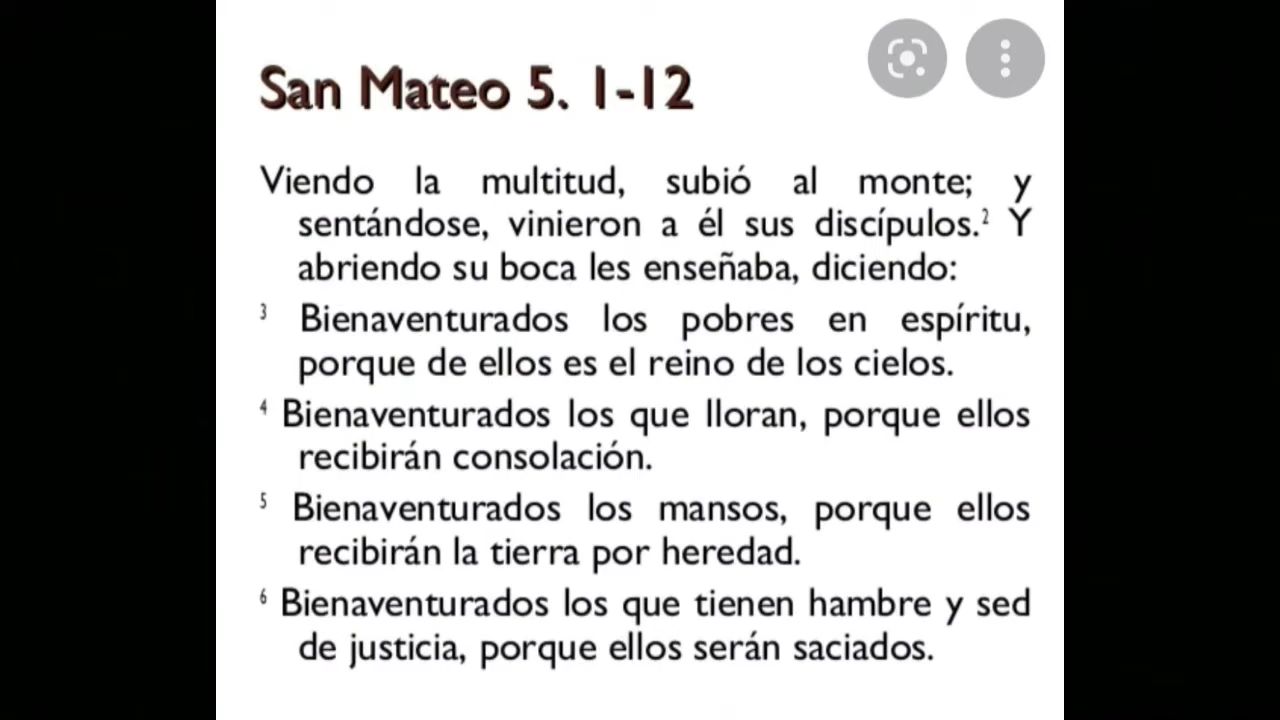 San Mateo 5. 1-12
Viendo la multitud, subió al monte; y
sentándose, vinieron a él sus discípulos.² Y
abriendo su boca les enseñaba, diciendo:
³ Bienaventurados los pobres en espíritu,
porque de ellos es el reino de los cielos.
⁴ Bienaventurados los que lloran, porque ellos
recibirán consolación.
⁵ Bienaventurados los mansos, porque ellos
recibirán la tierra por heredad.
⁶ Bienaventurados los que tienen hambre y sed
de justicia, porque ellos serán saciados.